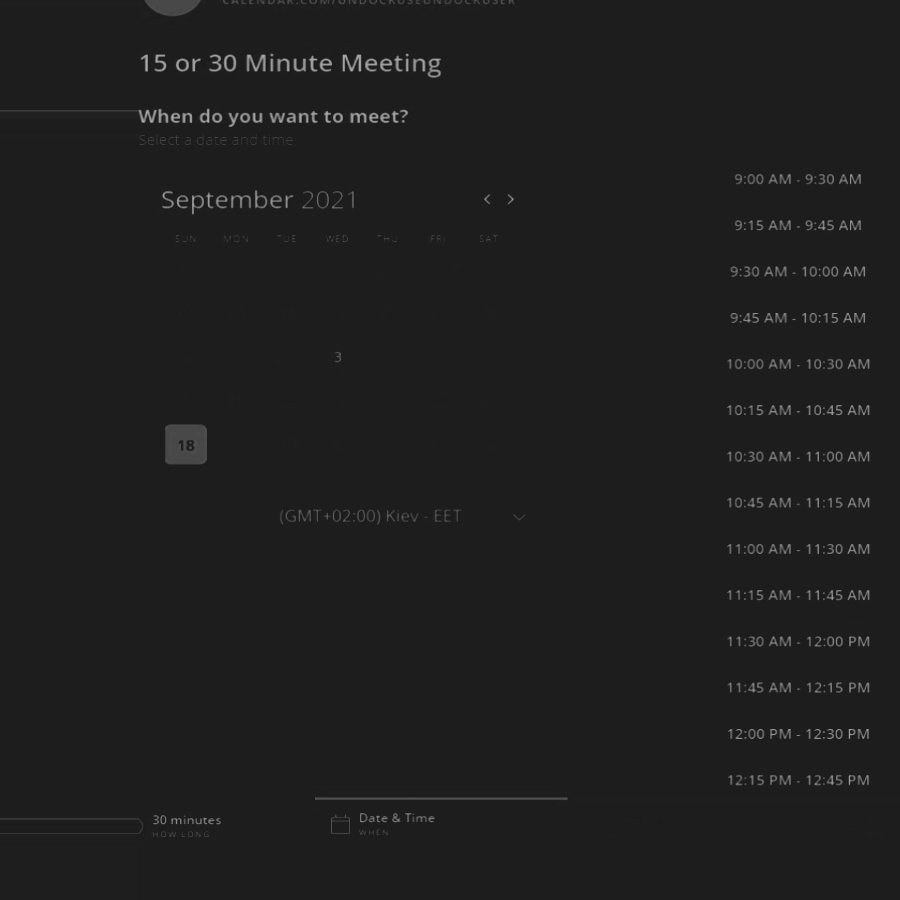 CALENDAR.COM/UNDOCKUSEUNDOCKUSER
15 or 30 Minute Meeting
When do you want to meet?
Select a date and time
September 2021
SUN MON TUE WED THU FRI SAT
3
18
(GMT+02:00) Kiev - EET
9:00 AM - 9:30 AM
9:15 AM - 9:45 AM
9:30 AM - 10:00 AM
9:45 AM - 10:15 AM
10:00 AM - 10:30 AM
10:15 AM - 10:45 AM
10:30 AM - 11:00 AM
10:45 AM - 11:15 AM
11:00 AM - 11:30 AM
11:15 AM - 11:45 AM
11:30 AM - 12:00 PM
11:45 AM - 12:15 PM
12:00 PM - 12:30 PM
12:15 PM - 12:45 PM
30 minutes
HOW LONG
Date & Time
WHEN